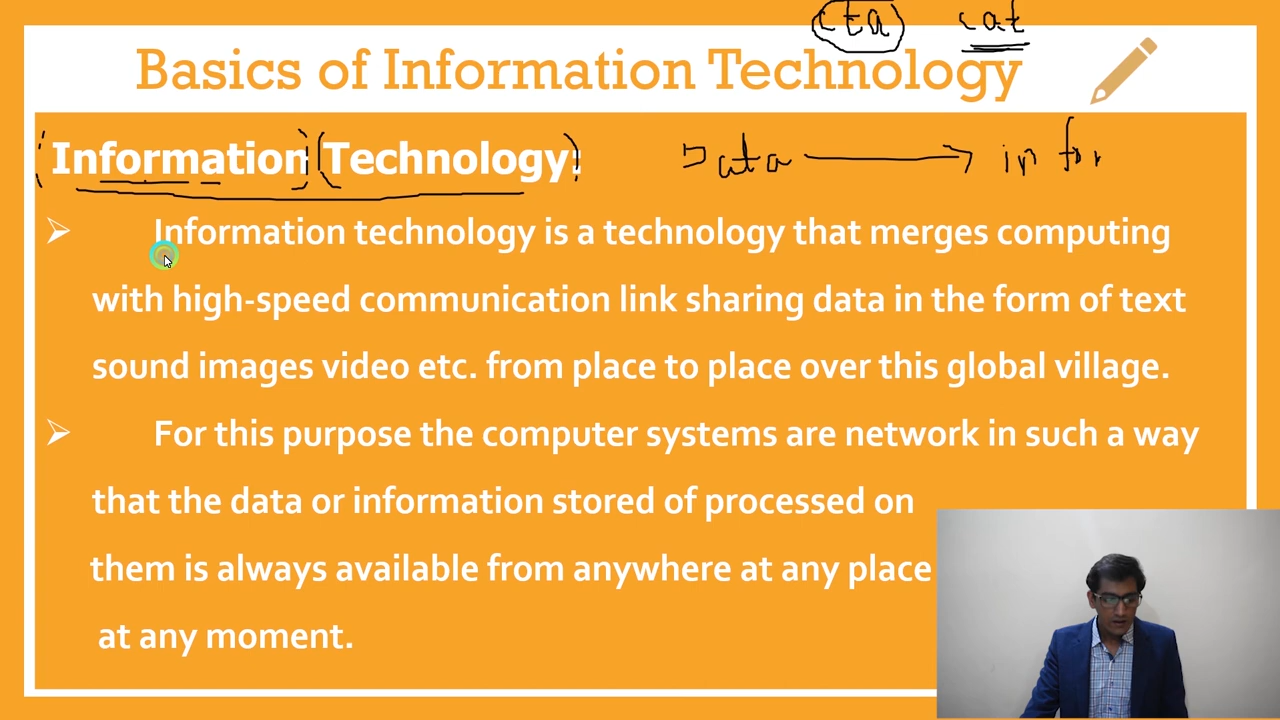 cta cat
Basics of Information Technology
Information Technology: Data infor
Information technology is a technology that merges computing
with high-speed communication link sharing data in the form of text
sound images video etc. from place to place over this global village.
For this purpose the computer systems are network in such a way
that the data or information stored of processed on
them is always available from anywhere at any place
at any moment.